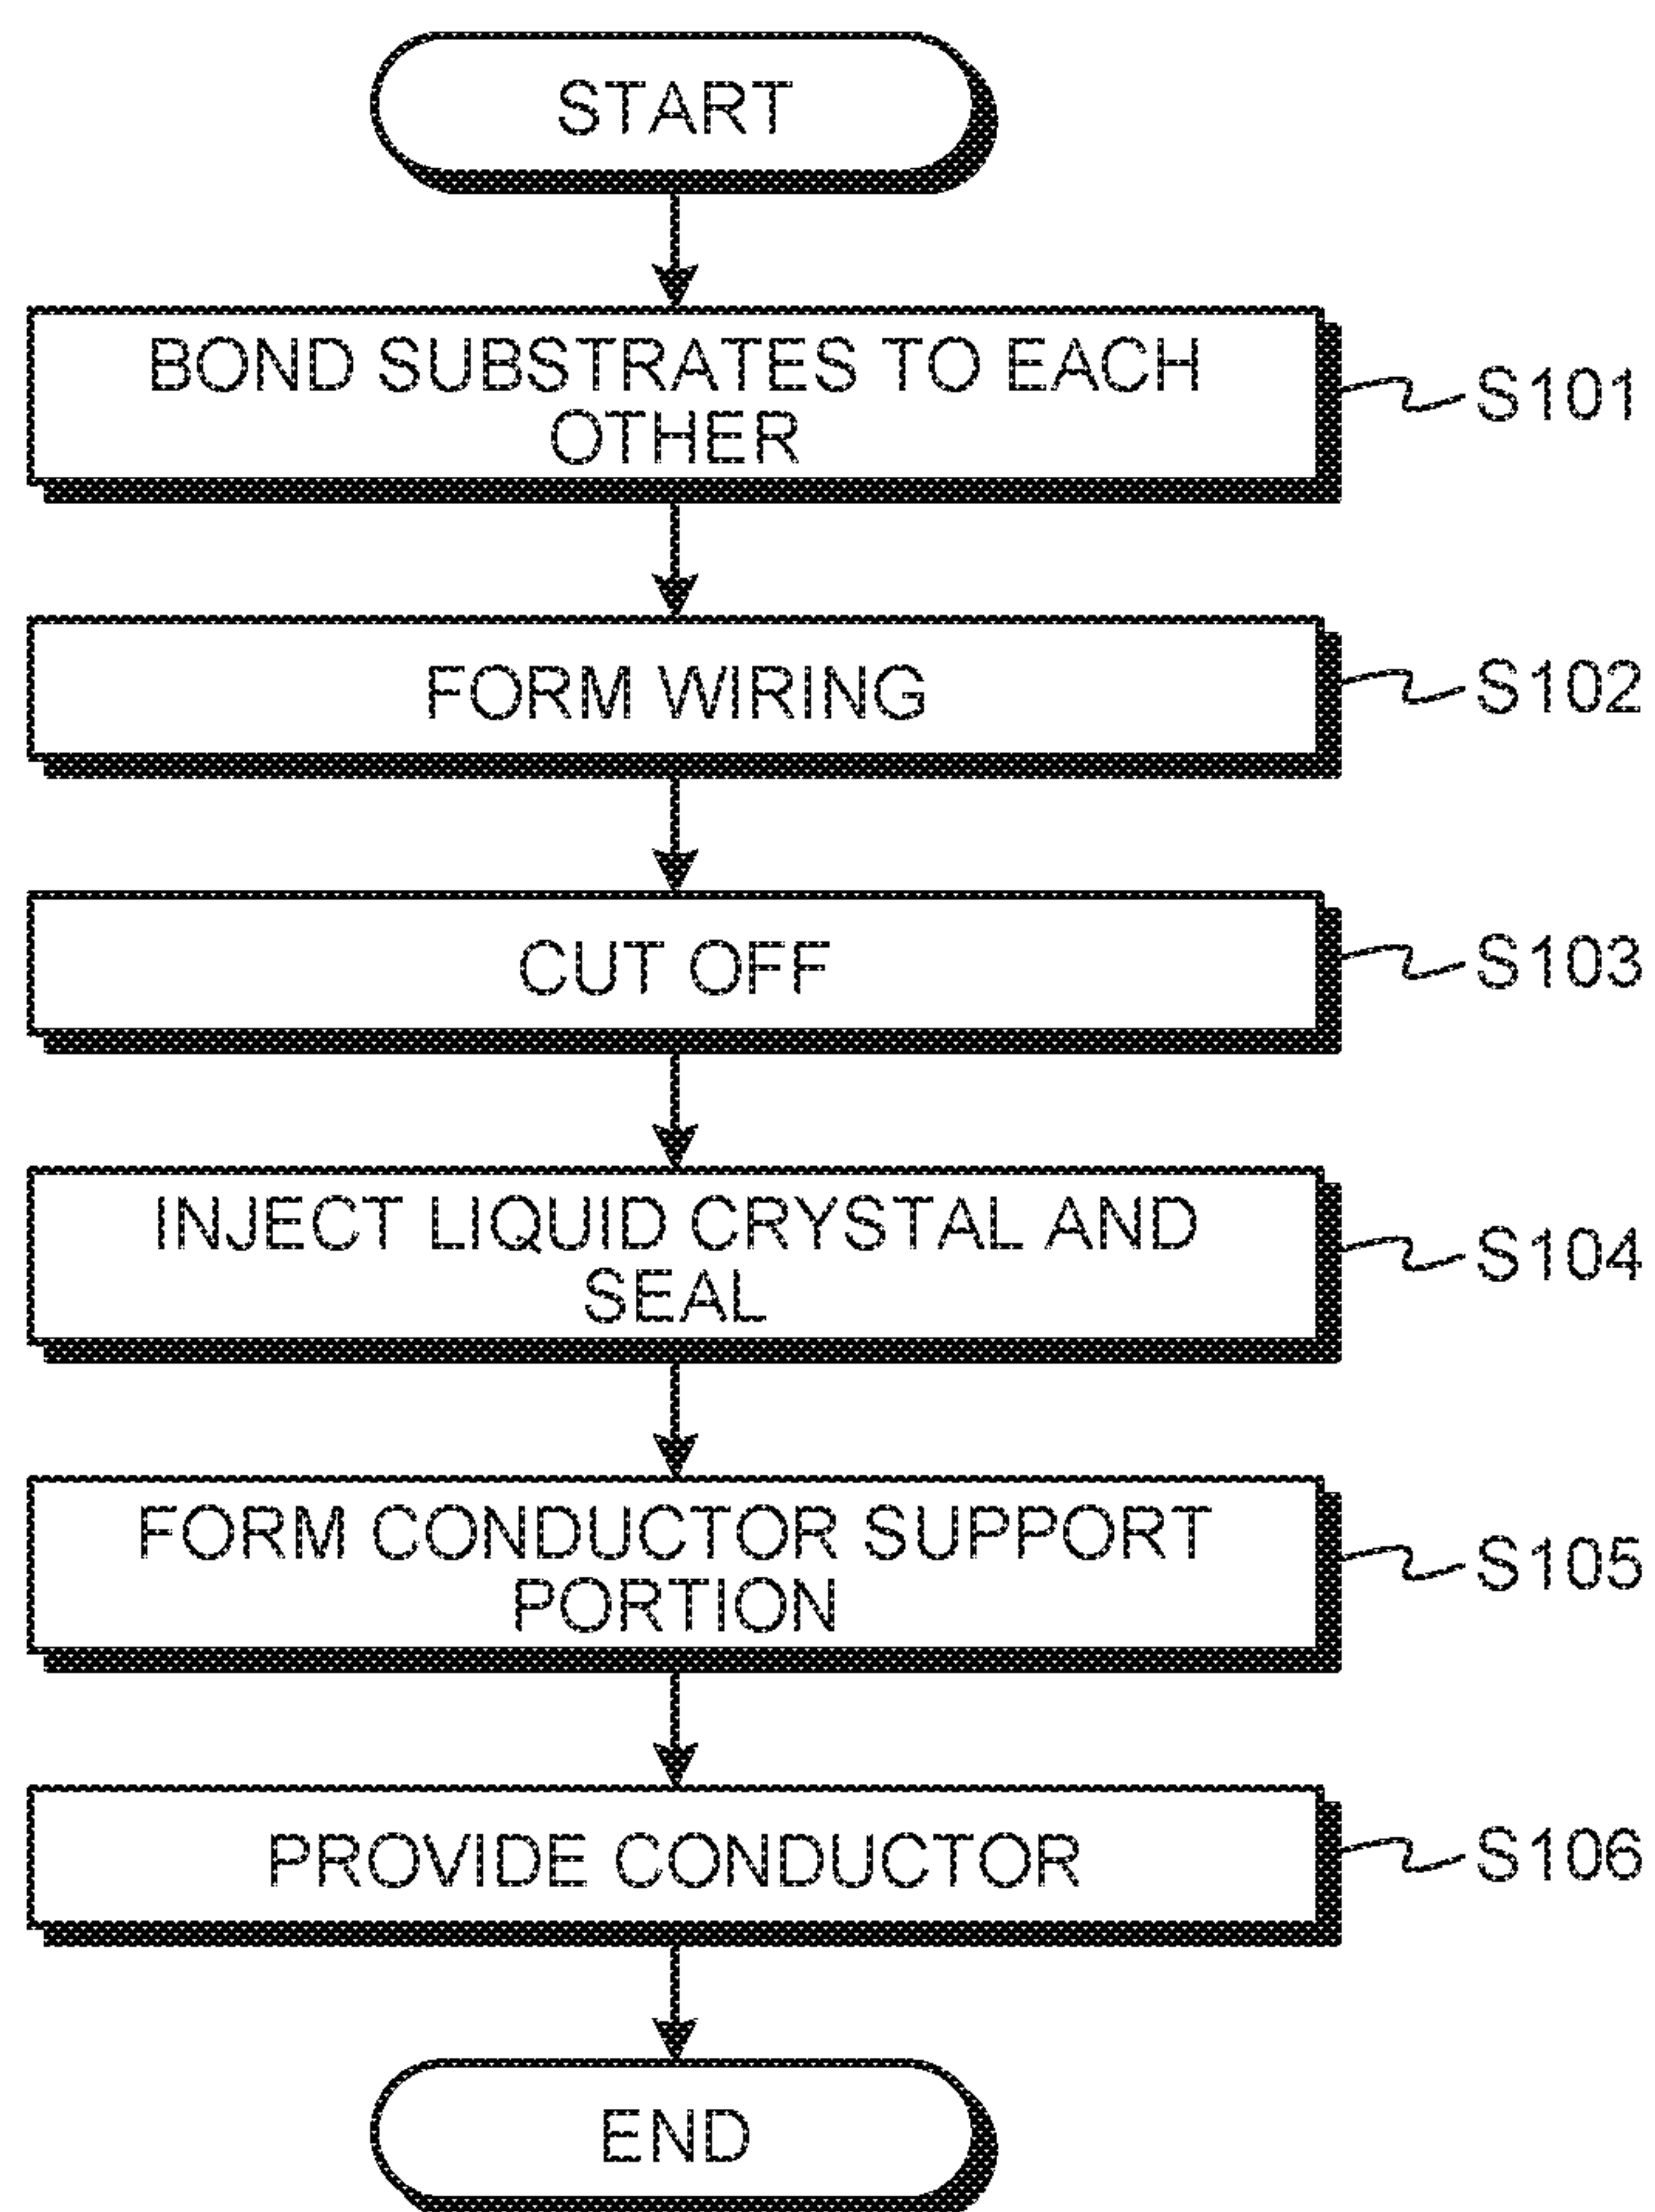 START
BOND SUBSTRATES TO EACH
OTHER
S101
FORM WIRING
S102
CUT OFF
S103
INJECT LIQUID CRYSTAL AND
SEAL
S104
FORM CONDUCTOR SUPPORT
PORTION
S105
PROVIDE CONDUCTOR
S106
END